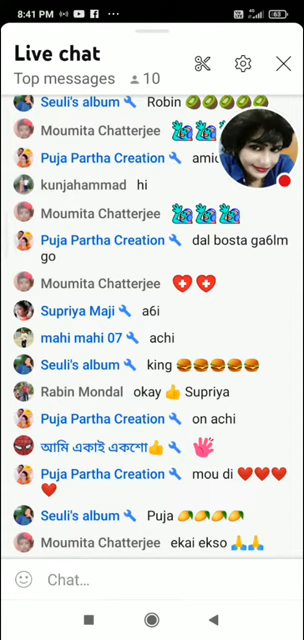 8:41 PM
63
Live chat
Top messages 10
Seuli's album Robin 🥝🥝🥝🥝🥝
Moumita Chatterjee
Puja Partha Creation
kunjahammad hi
Moumita Chatterjee
Puja Partha Creation dal bosta ga6lm
go
Moumita Chatterjee
Supriya Maji a6i
mahi mahi 07 achi
Seuli's album king 🍔🍔🍔🍔🍔
Rabin Mondal okay 👍 Supriya
Puja Partha Creation on achi
আমি একাই একশো👍
Puja Partha Creation mou di ❤️❤️❤️
❤️
Seuli's album Puja 🥭🥭🥭🥭
Moumita Chatterjee ekai ekso 🙏🙏
Chat...